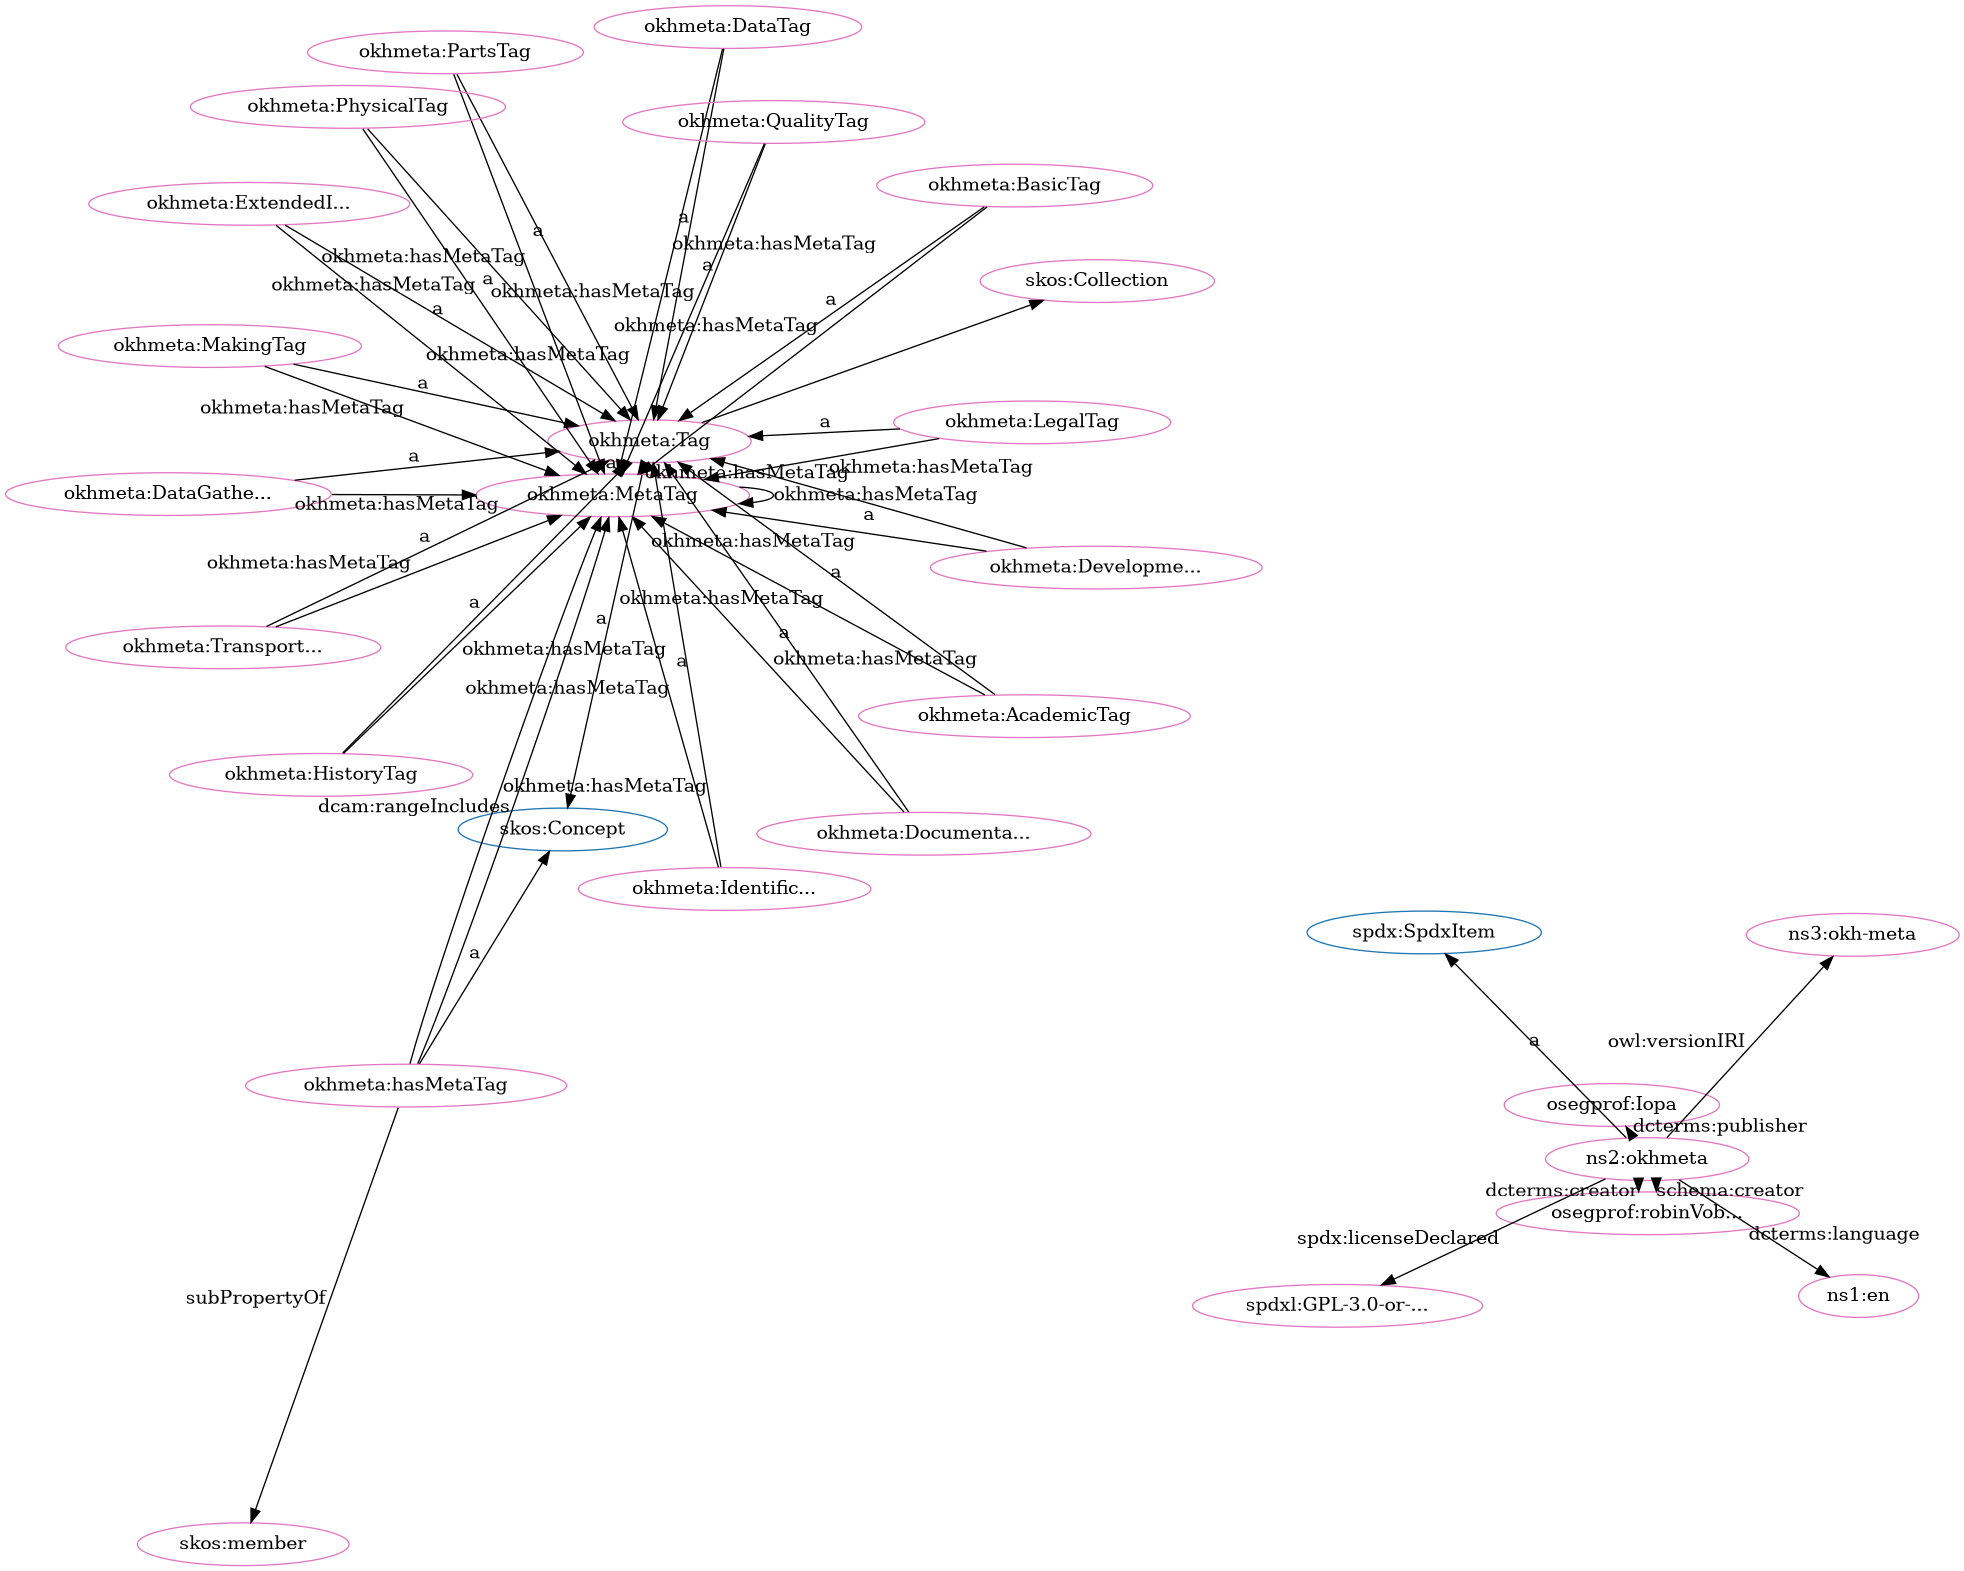 okhmeta:DataTag
okhmeta:PartsTag
okhmeta:PhysicalTag
okhmeta:QualityTag
okhmeta:BasicTag
okhmeta:ExtendedI...
a
a
okhmeta:hasMetaTag
okhmeta:hasMetaTag
a
skos:Collection
a
okhmeta:hasMetaTag
okhmeta:hasMetaTag
a
a
okhmeta:hasMetaTag
okhmeta:MakingTag
okhmeta:hasMetaTag
a
okhmeta:hasMetaTag
okhmeta:LegalTag
a
okhmeta:Tag
a
a
okhmeta:hasMetaTag
okhmeta:hasMetaTag
okhmeta:DataGathe...
okhmeta:MetaTag
okhmeta:hasMetaTag
okhmeta:hasMetaTag
a
a
okhmeta:hasMetaTag
okhmeta:hasMetaTag
okhmeta:Developme...
a
a
okhmeta:hasMetaTag
a
a
okhmeta:Transport...
okhmeta:hasMetaTag
okhmeta:hasMetaTag
a
okhmeta:hasMetaTag
okhmeta:AcademicTag
okhmeta:HistoryTag
okhmeta:hasMetaTag
dcam:rangeIncludes
skos:Concept
okhmeta:Documenta...
okhmeta:Identific...
spdx:SpdxItem
ns3:okh-meta
a
a
owl:versionIRI
okhmeta:hasMetaTag
osegprof:Iopa
dcterms:publisher
ns2:okhmeta
dcterms:creator
schema:creator
osegprof:robinVob...
spdx:licenseDeclared
dcterms:language
subPropertyOf
spdxl:GPL-3.0-or-...
ns1:en
skos:member